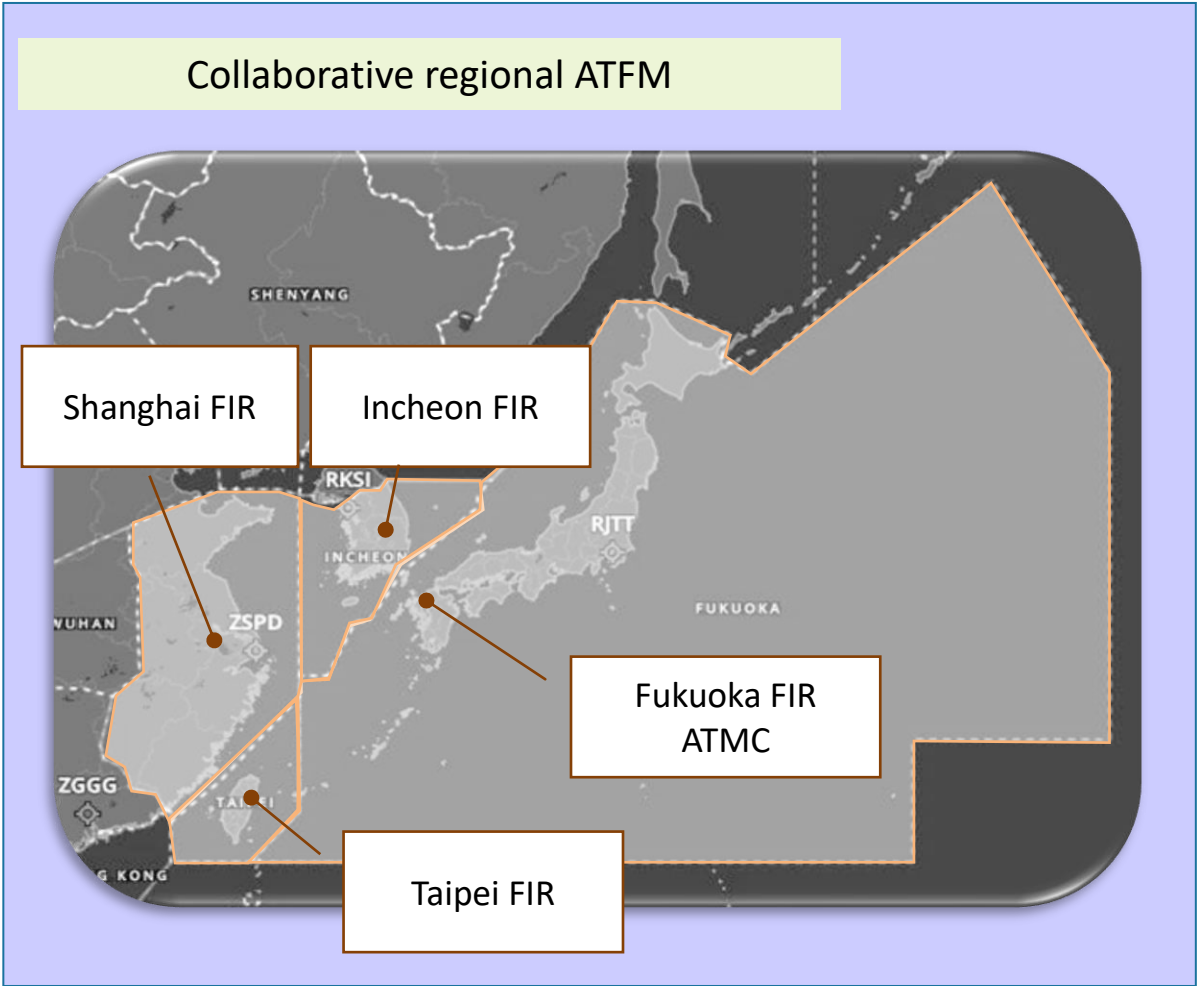 Collaborative regional ATFM
SHENYANG
Shanghai FIR
Incheon FIR
RKSI
RJTT
INCHEON
FUKUOKA
WUHAN
ZSPD
Fukuoka FIR
ATMC
ZGGG
G KONG
Taipei FIR